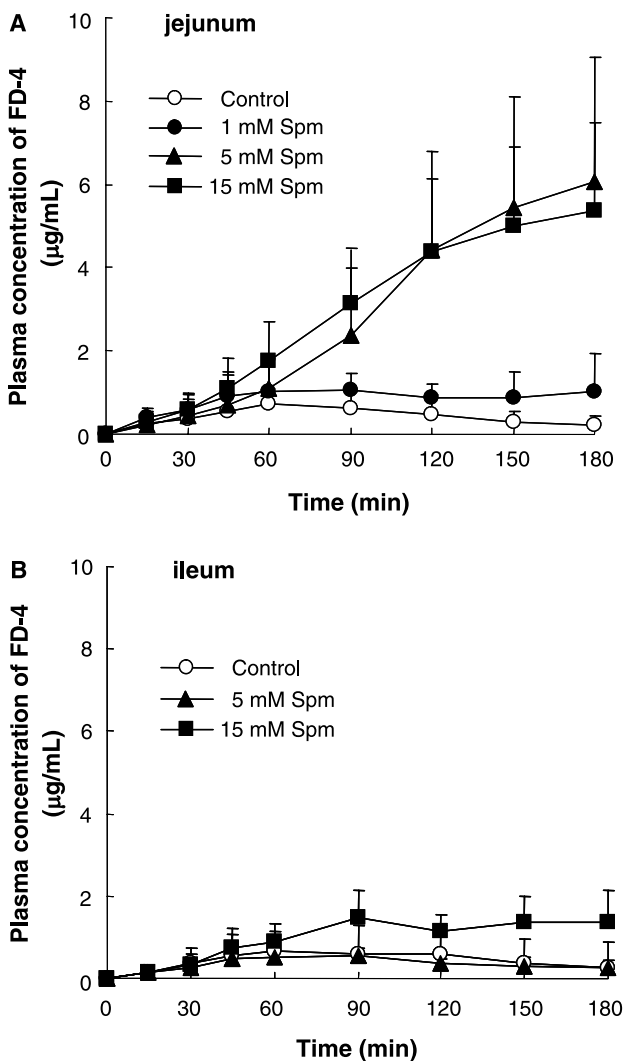 A
jejunum
Plasma concentration of FD-4
(μg/mL)
10
8
6
4
2
0
Control
1 mM Spm
5 mM Spm
15 mM Spm
0 30 60 90 120 150 180
Time (min)
B
ileum
Plasma concentration of FD-4
(μg/mL)
10
8
6
4
2
0
Control
5 mM Spm
15 mM Spm
0 30 60 90 120 150 180
Time (min)